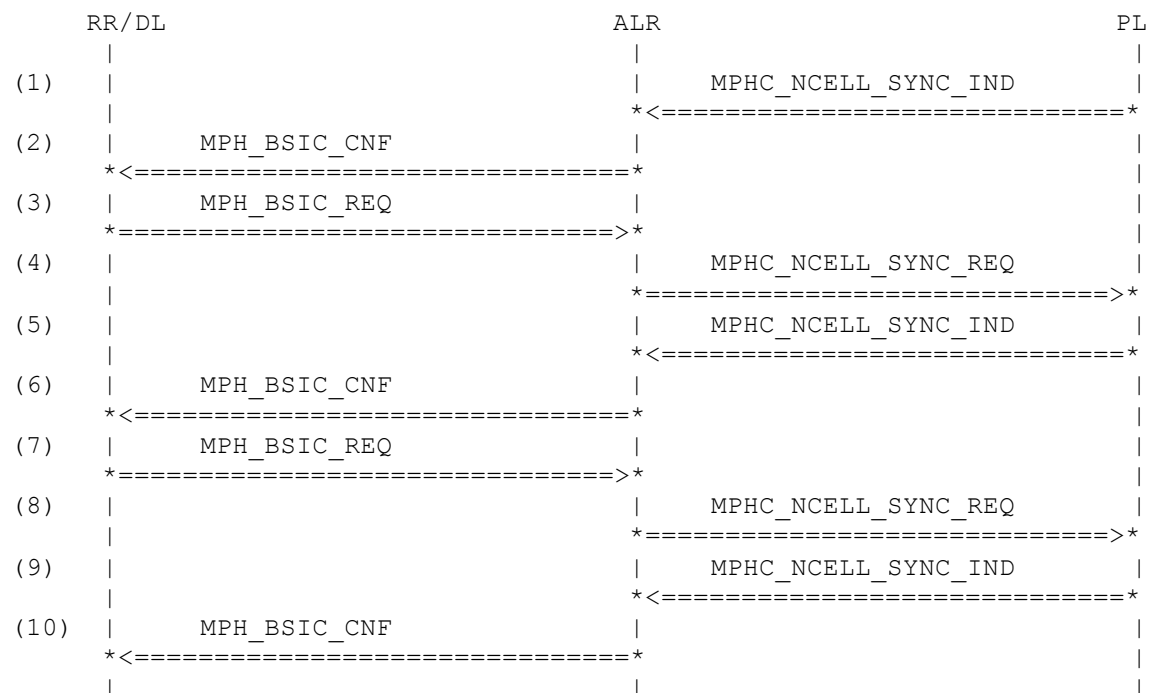 RR/DL ALR PL
(1) MPHC_NCELL_SYNC_IND
(2) MPH_BSIC_CNF
(3) MPH_BSIC_REQ
(4) MPHC_NCELL_SYNC_REQ
(5) MPHC_NCELL_SYNC_IND
(6) MPH_BSIC_CNF
(7) MPH_BSIC_REQ
(8) MPHC_NCELL_SYNC_REQ
(9) MPHC_NCELL_SYNC_IND
(10) MPH_BSIC_CNF